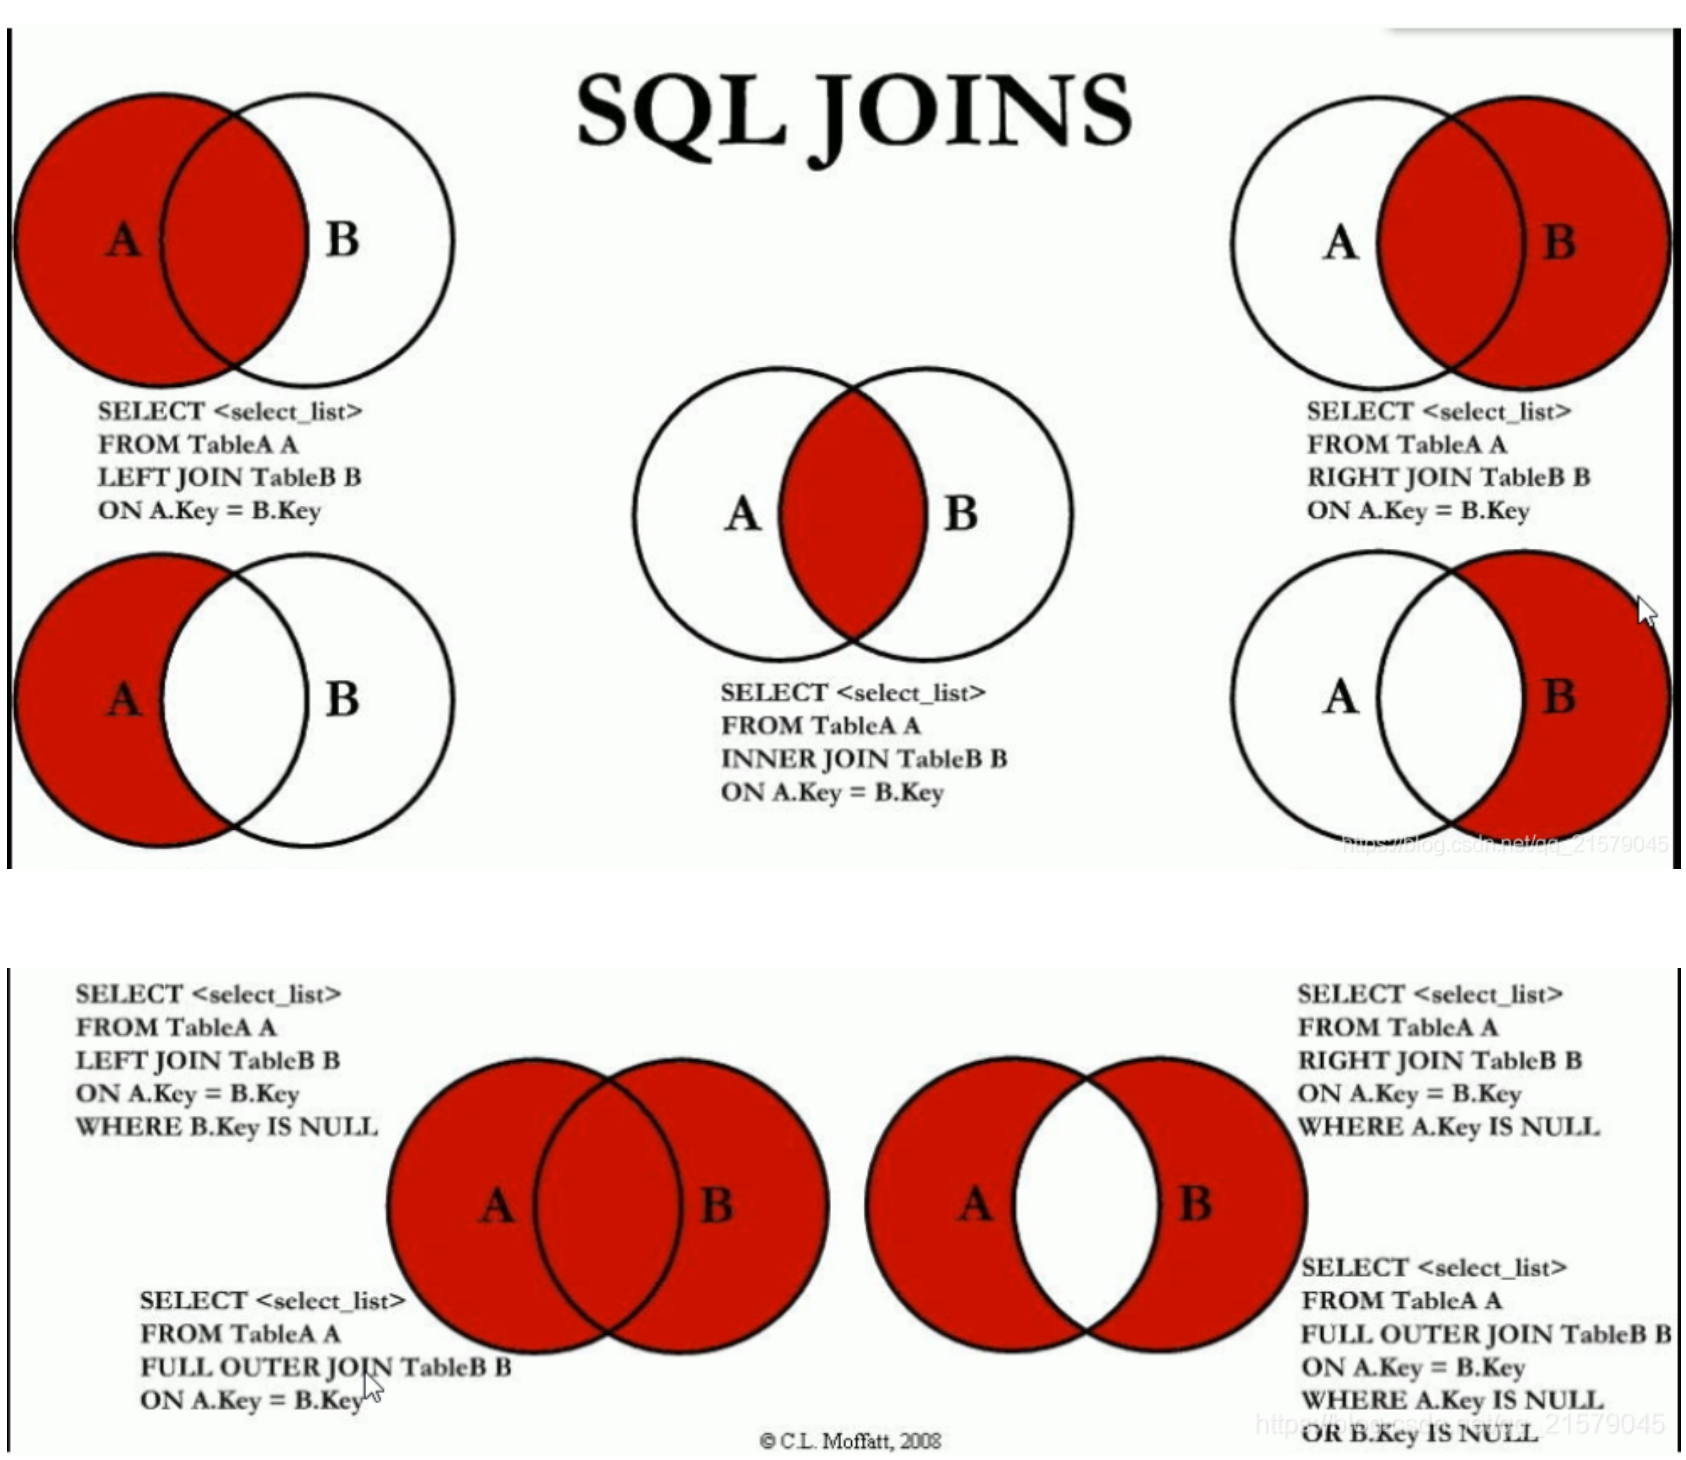 SQL JOINS
A B
SELECT <select_list>
FROM TableA A
LEFT JOIN TableB B
ON A.Key = B.Key
A B
SELECT <select_list>
FROM TableA A
RIGHT JOIN TableB B
ON A.Key = B.Key
A B
SELECT <select_list>
FROM TableA A
INNER JOIN TableB B
ON A.Key = B.Key
A B
A B
https://blog.csdn.net/qq_21579045
SELECT <select_list>
FROM TableA A
LEFT JOIN TableB B
ON A.Key = B.Key
WHERE B.Key IS NULL
SELECT <select_list>
FROM TableA A
RIGHT JOIN TableB B
ON A.Key = B.Key
WHERE A.Key IS NULL
A B
A B
SELECT <select_list>
FROM TableA A
FULL OUTER JOIN TableB B
ON A.Key = B.Key
SELECT <select_list>
FROM TableA A
FULL OUTER JOIN TableB B
ON A.Key = B.Key
WHERE A.Key IS NULL
OR B.Key IS NULL
https://blog.csdn.net/qq_21579045
© C.L. Moffatt, 2008